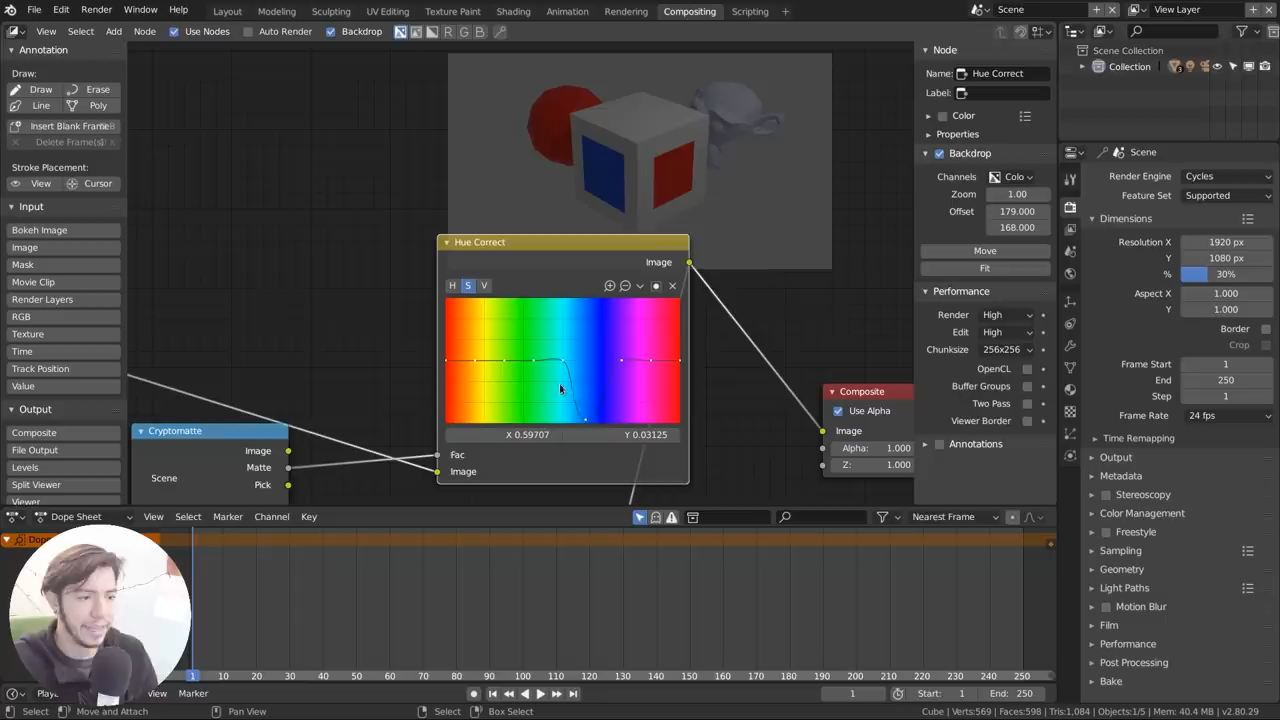 File Edit Render Window Help Layout Modeling Sculpting UV Editing Texture Paint Shading Animation Rendering Compositing Scripting + Scene View Layer
View Select Add Node Use Nodes Auto Render Backdrop R G B
Annotation
Draw:
Draw Erase
Line Poly
Insert Blank Frame
Delete Frame(s)
Stroke Placement:
View Cursor
Input
Bokeh Image
Image
Mask
Movie Clip
Render Layers
RGB
Texture
Time
Track Position
Value
Output
Composite
File Output
Levels
Split Viewer
Viewer
Cryptomatte
Image
Matte
Scene
Pick
Hue Correct
Image
H S V
X 0.59707 Y 0.03125
Fac
Image
Composite
Use Alpha
Image
Alpha: 1.000
Z: 1.000
Node
Name: Hue Correct
Label:
Color
Properties
Backdrop
Channels Colo
Zoom 1.00
Offset 179.000
168.000
Move
Fit
Performance
Render High
Edit High
Chunksize 256x256
OpenCL
Buffer Groups
Two Pass
Viewer Border
Annotations
Scene Collection
Collection
Scene
Render Engine Cycles
Feature Set Supported
Dimensions
Resolution X 1920 px
Y 1080 px
% 30%
Aspect X 1.000
Y 1.000
Border
Crop
Frame Start 1
End 250
Step 1
Frame Rate 24 fps
Time Remapping
Output
Metadata
Stereoscopy
Color Management
Freestyle
Sampling
Geometry
Light Paths
Motion Blur
Film
Performance
Post Processing
Bake
Dope Sheet View Select Marker Channel Key Nearest Frame
1 10 20 30 40 50 60 70 80 90 100 110 120 130 140 150 160 170 180 190 200 210 220 230 240 250
View Marker 1 Start: 1 End: 250
Select Move and Attach Pan View Select Box Select Cube | Verts:569 | Faces:598 | Tris:1,084 | Objects:1/5 | Mem: 40.4 MB | v2.80.29